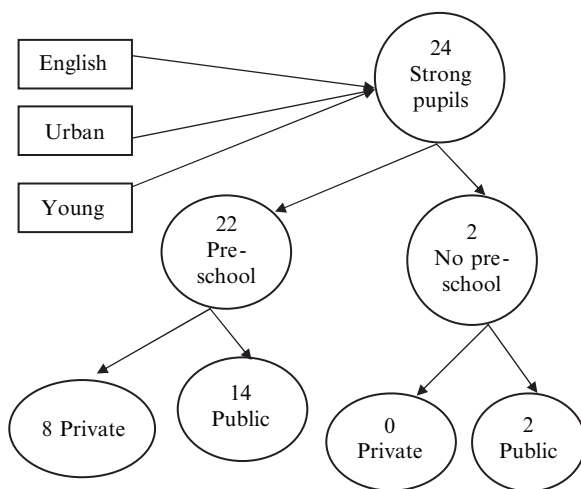 English
Urban
Young
24
Strong
pupils
22
Pre-
school
2
No pre-
school
8 Private
14
Public
0
Private
2
Public